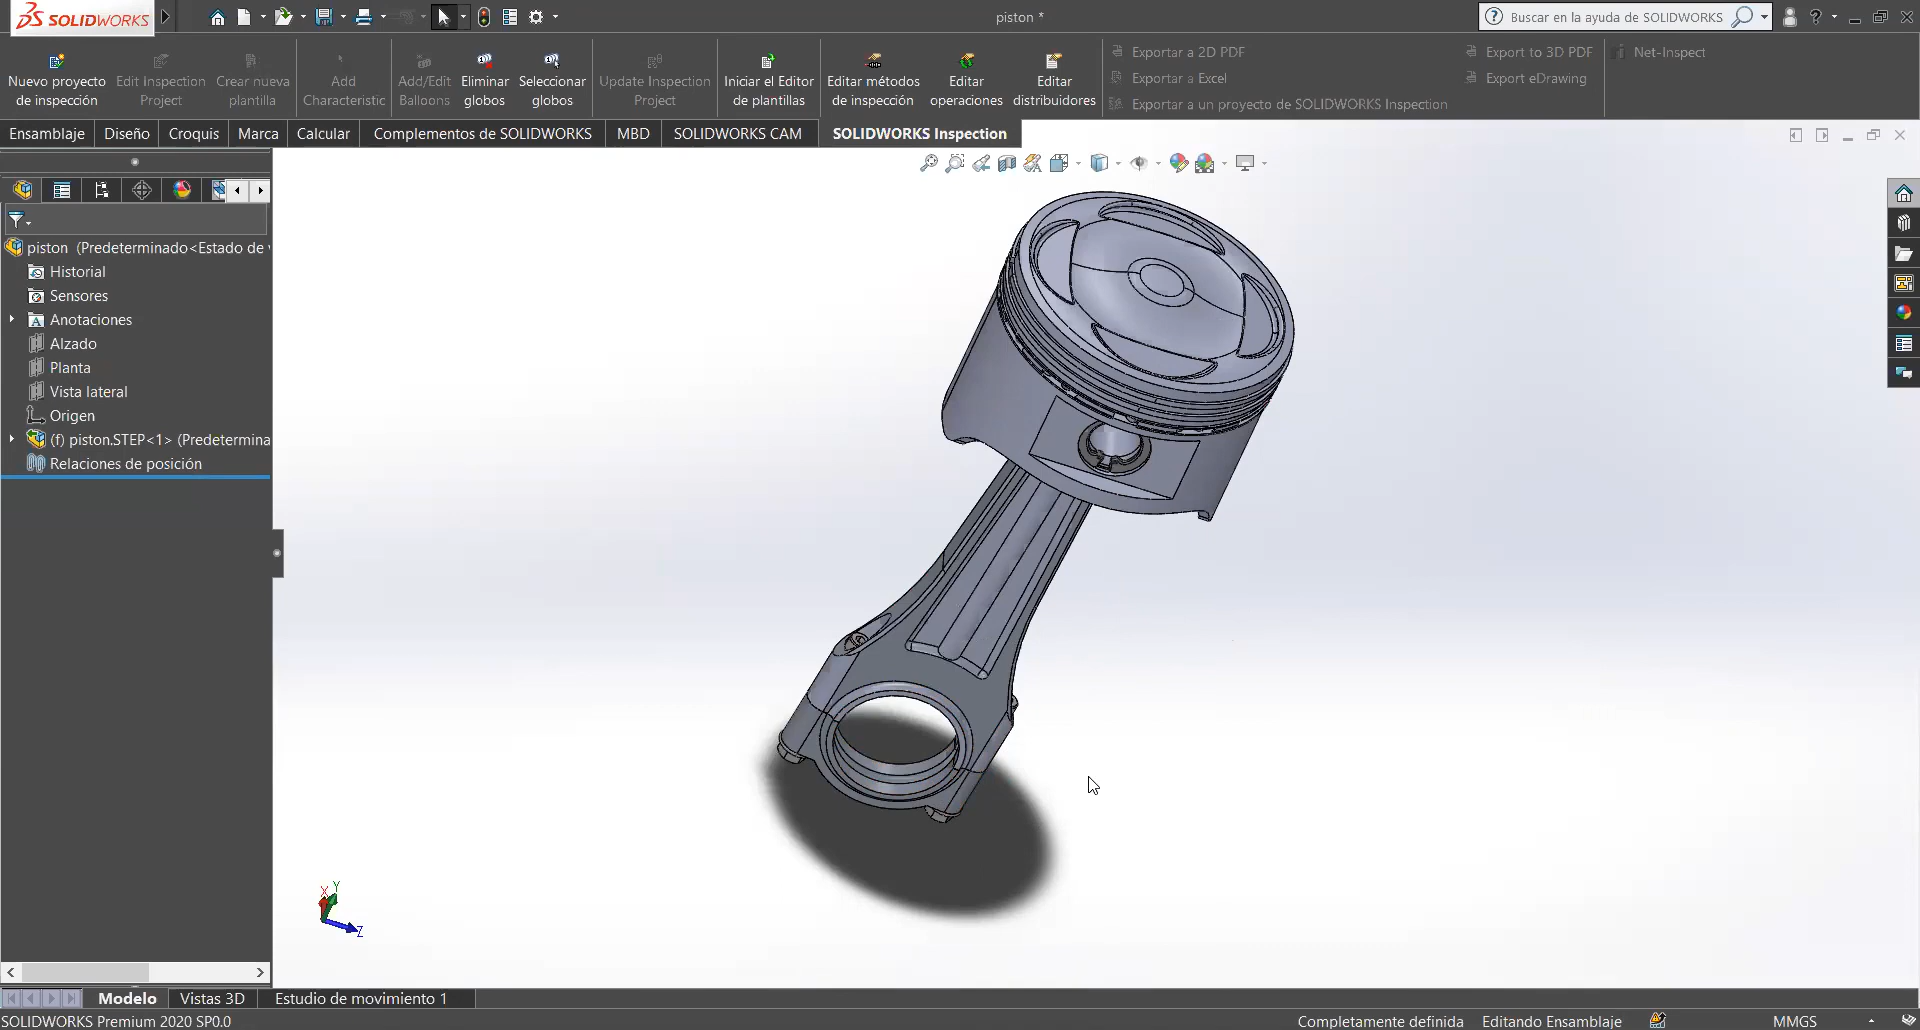 SOLIDWORKS
piston *
Buscar en la ayuda de SOLIDWORKS
Nuevo proyecto de inspección
Edit Inspection Project
Crear nueva plantilla
Add Characteristic
Add/Edit Balloons
Eliminar globos
Seleccionar globos
Update Inspection Project
Iniciar el Editor de plantillas
Editar métodos de inspección
Editar operaciones
Editar distribuidores
Exportar a 2D PDF
Exportar a Excel
Exportar a un proyecto de SOLIDWORKS Inspection
Export to 3D PDF
Export eDrawing
Net-Inspect
Ensamblaje
Diseño
Croquis
Marca
Calcular
Complementos de SOLIDWORKS
MBD
SOLIDWORKS CAM
SOLIDWORKS Inspection
piston (Predeterminado<Estado de
Historial
Sensores
Anotaciones
Alzado
Planta
Vista lateral
Origen
(f) piston.STEP<1> (Predetermina
Relaciones de posición
X
Y
Z
Modelo
Vistas 3D
Estudio de movimiento 1
SOLIDWORKS Premium 2020 SP0.0
Completamente definida
Editando Ensamblaje
MMGS